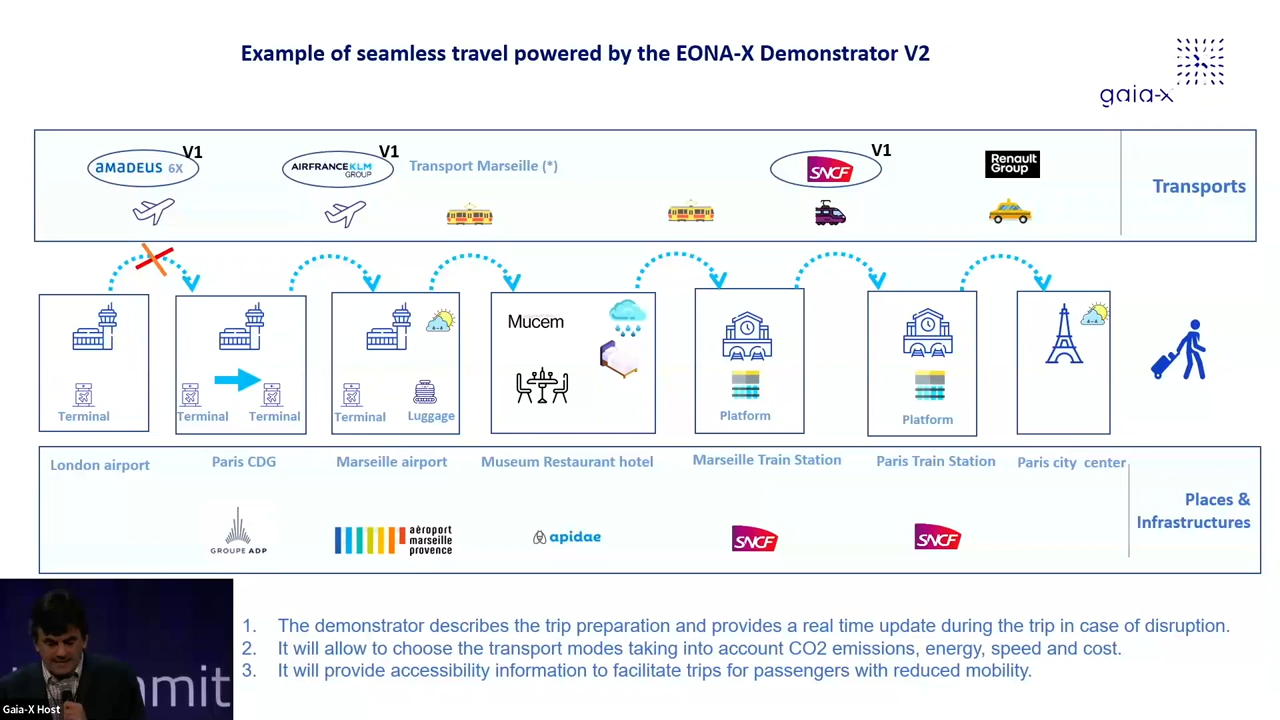 Example of seamless travel powered by the EONA-X Demonstrator V2
gaia-x
amadeus 6X
V1
AIRFRANCE KLM
GROUP
V1
Transport Marseille (*)
SNCF
V1
Renault
Group
Transports
Terminal
Terminal
Terminal
Terminal
Luggage
Mucem
Platform
Platform
London airport
Paris CDG
Marseille airport
Museum Restaurant hotel
Marseille Train Station
Paris Train Station
Paris city center
Places &
Infrastructures
GROUPE ADP
aéroport
marseille
provence
apidae
SNCF
SNCF
1. The demonstrator describes the trip preparation and provides a real time update during the trip in case of disruption.
2. It will allow to choose the transport modes taking into account CO2 emissions, energy, speed and cost.
3. It will provide accessibility information to facilitate trips for passengers with reduced mobility.
mmit
Gaia-X Host